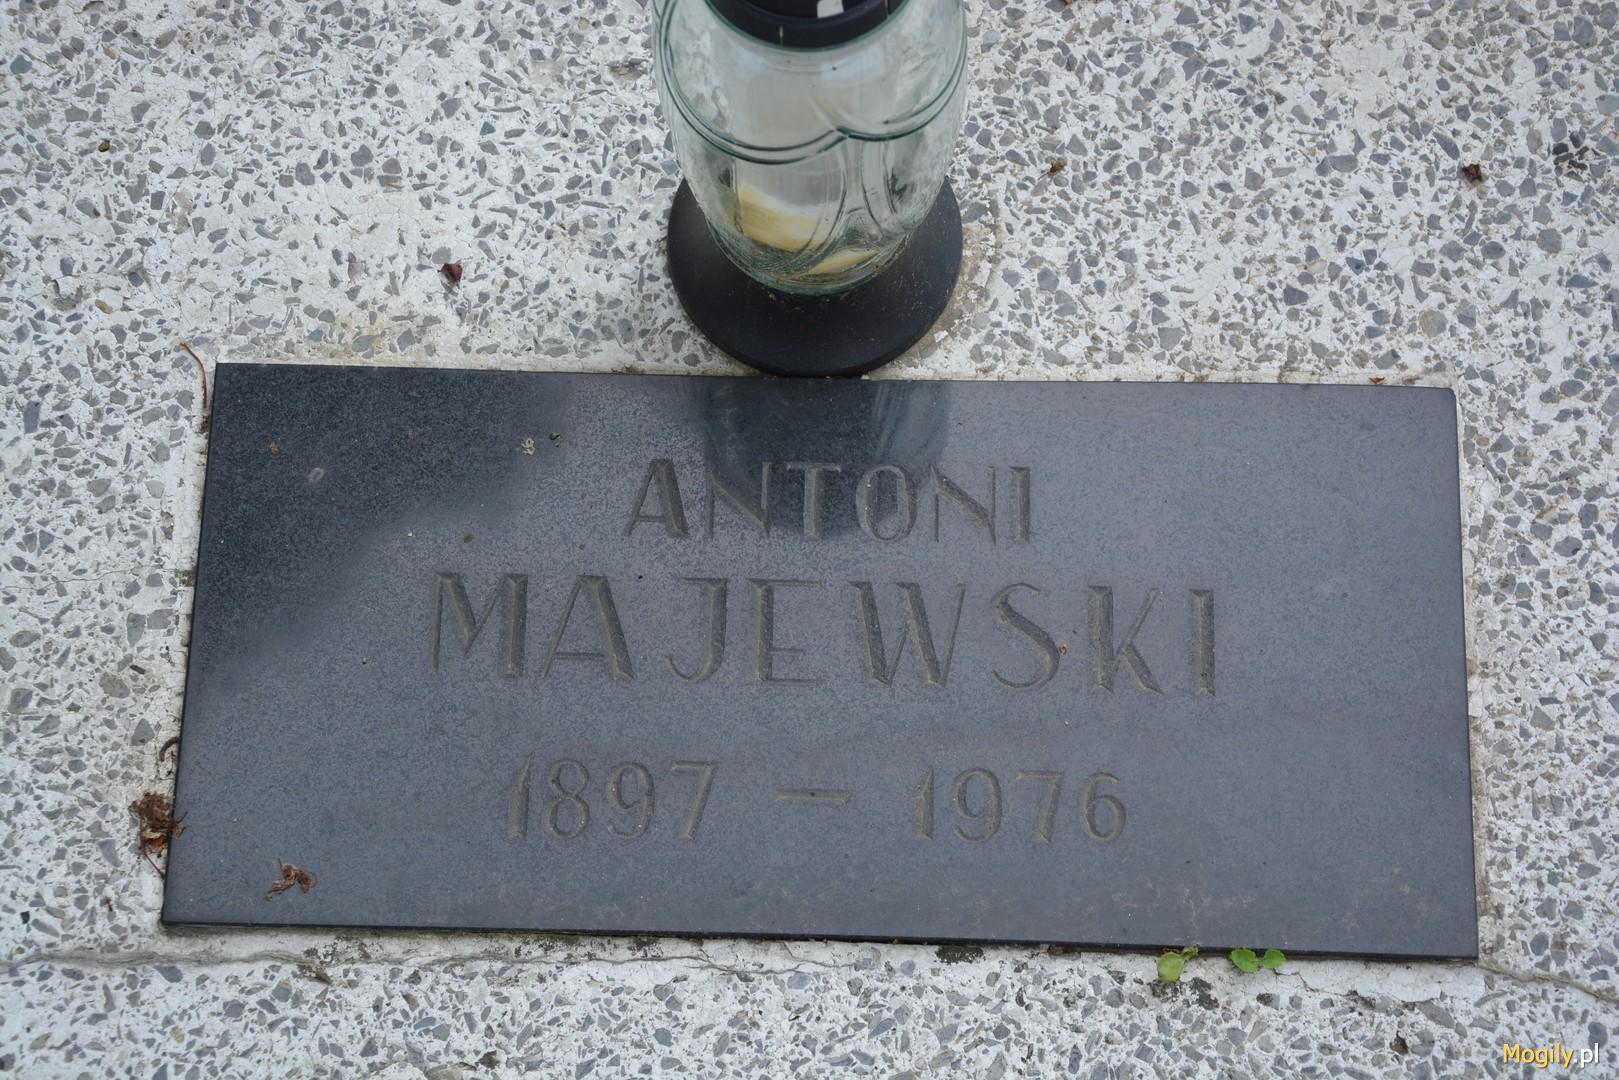 ANTONI
MAJEWSKI
1897 — 1976
Mogily.pl